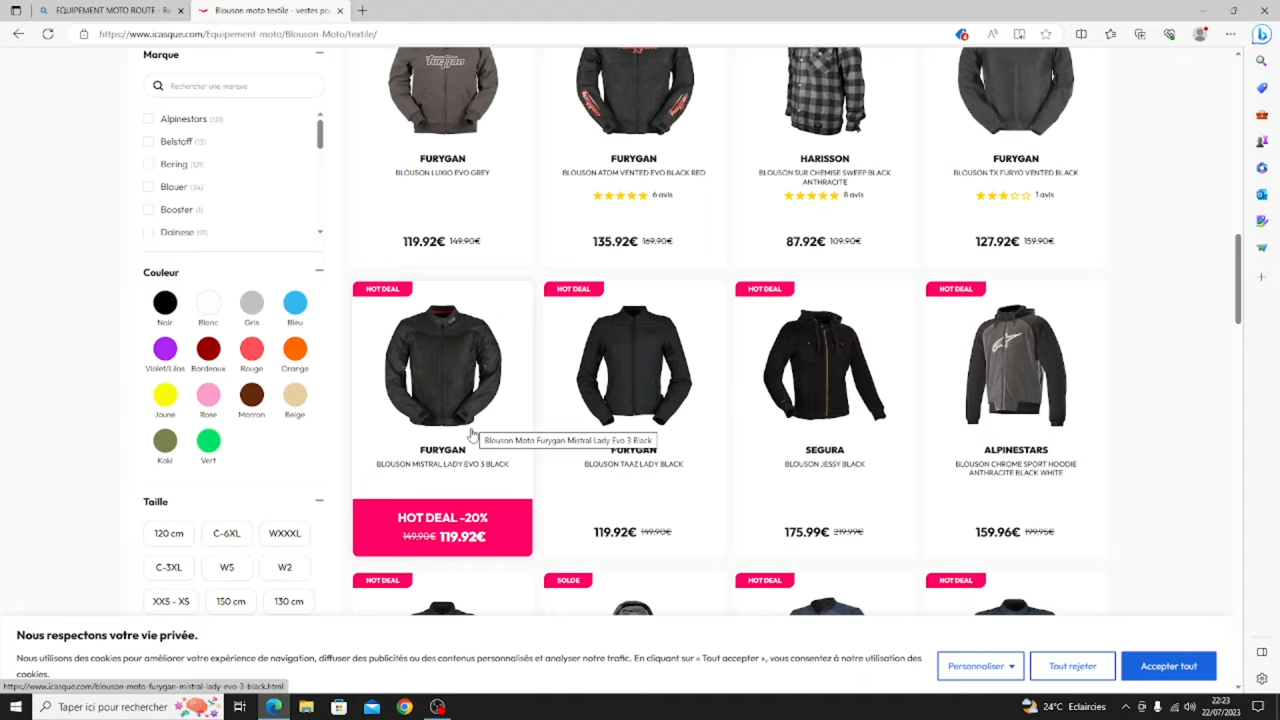 EQUIPEMENT MOTO ROUTE - B
Blouson moto textile - vestes po
https://www.icasque.com/Equipement-moto/Blouson-Moto/textile/
Marque
Rechercher une marque
Alpinestars (131)
Belstaff (13)
Bering (121)
Blauer (34)
Booster (1)
Dainese (91)
Couleur
Noir
Blanc
Gris
Bleu
Violet/Lilas
Bordeaux
Rouge
Orange
Jaune
Rose
Marron
Beige
Kaki
Vert
Taille
120 cm
C-6XL
WXXXL
C-3XL
W5
W2
XXS - XS
150 cm
130 cm
furygan
FURYGAN
BLOUSON LUXIO EVO GREY
119.92€ 149.90€
FURYGAN
BLOUSON ATOM VENTED EVO BLACK RED
6 avis
135.92€ 169.90€
HARISSON
BLOUSON SUR CHEMISE SWEEP BLACK
ANTHRACITE
8 avis
87.92€ 109.90€
FURYGAN
BLOUSON TX FURYO VENTED BLACK
1 avis
127.92€ 159.90€
HOT DEAL
FURYGAN
BLOUSON MISTRAL LADY EVO 3 BLACK
HOT DEAL -20%
149.90€ 119.92€
Blouson Moto Furygan Mistral Lady Evo 3 Black
HOT DEAL
FURYGAN
BLOUSON TAAZ LADY BLACK
119.92€ 149.90€
HOT DEAL
SEGURA
BLOUSON JESSY BLACK
175.99€ 219.99€
HOT DEAL
ALPINESTARS
BLOUSON CHROME SPORT HOODIE
ANTHRACITE BLACK WHITE
159.96€ 199.95€
HOT DEAL
SOLDE
HOT DEAL
HOT DEAL
Nous respectons votre vie privée.
Nous utilisons des cookies pour améliorer votre expérience de navigation, diffuser des publicités ou des contenus personnalisés et analyser notre trafic. En cliquant sur « Tout accepter », vous consentez à notre utilisation des
cookies.
Personnaliser
Tout rejeter
Accepter tout
https://www.icasque.com/blouson-moto-furygan-mistral-lady-evo-3-black.html
Taper ici pour rechercher
24°C Eclaircies
22:23
22/07/2023